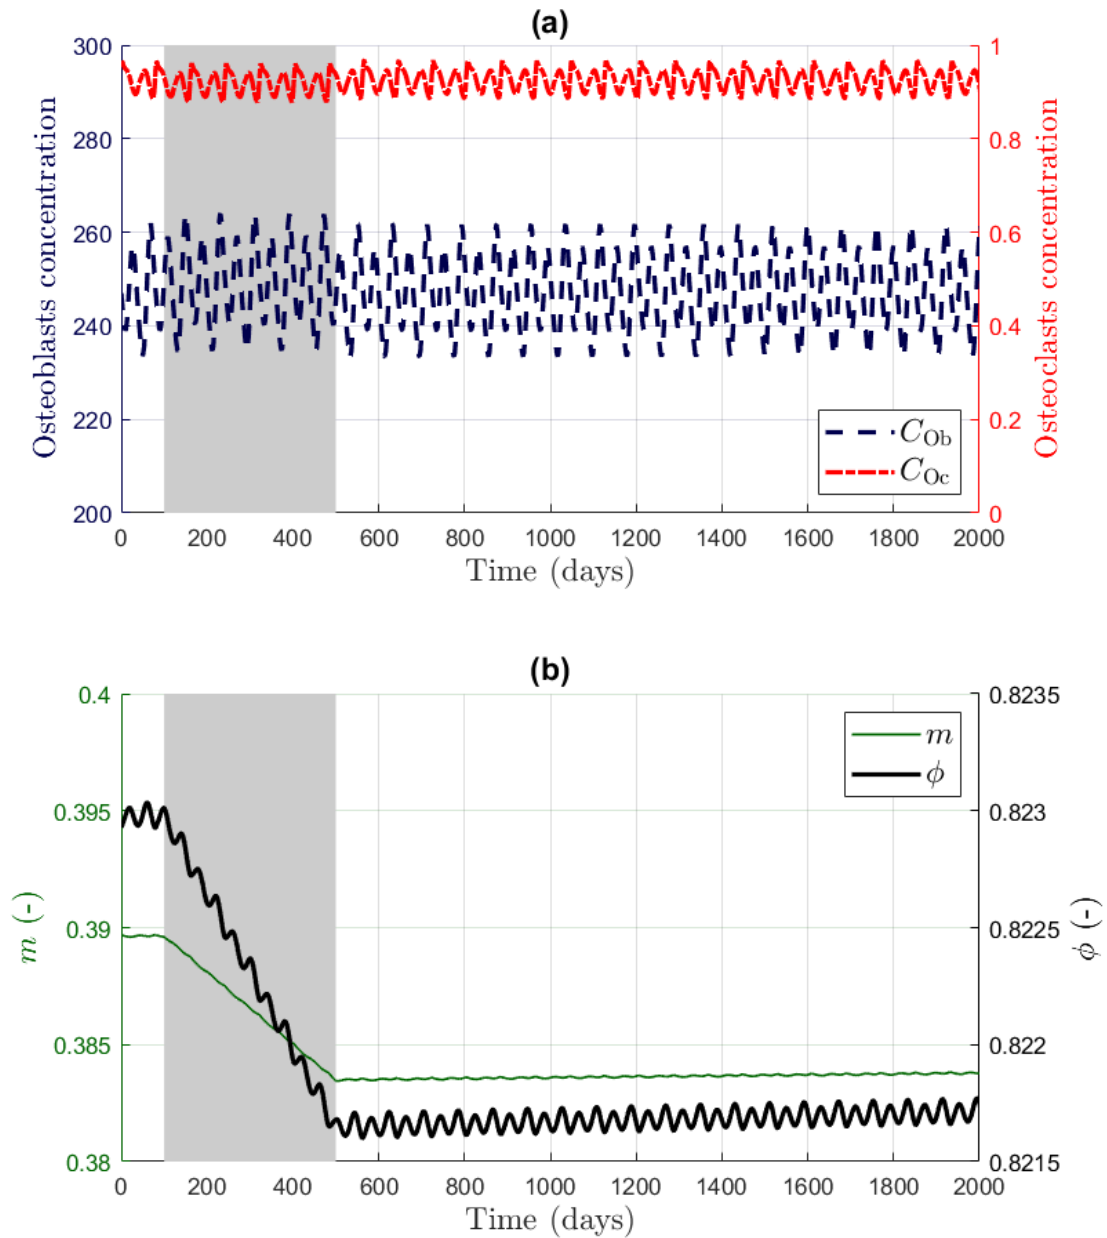 (a)
300
280
260
240
220
200
Osteoblasts concentration
1
0.8
0.6
0.4
0.2
0
Osteoclasts concentration
C_Ob
C_Oc
0 200 400 600 800 1000 1200 1400 1600 1800 2000
Time (days)
(b)
0.4
0.395
0.39
0.385
0.38
m (-)
0.8235
0.823
0.8225
0.822
0.8215
ϕ (-)
m
ϕ
0 200 400 600 800 1000 1200 1400 1600 1800 2000
Time (days)